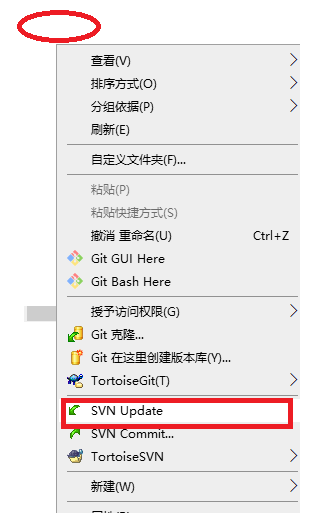 查看(V)
排序方式(O)
分组依据(P)
刷新(E)
自定义文件夹(F)...
粘贴(P)
粘贴快捷方式(S)
撤消 重命名(U) Ctrl+Z
Git GUI Here
Git Bash Here
授予访问权限(G)
Git 克隆...
Git 在这里创建版本库(Y)...
TortoiseGit(T)
SVN Update
SVN Commit...
TortoiseSVN
新建(W)